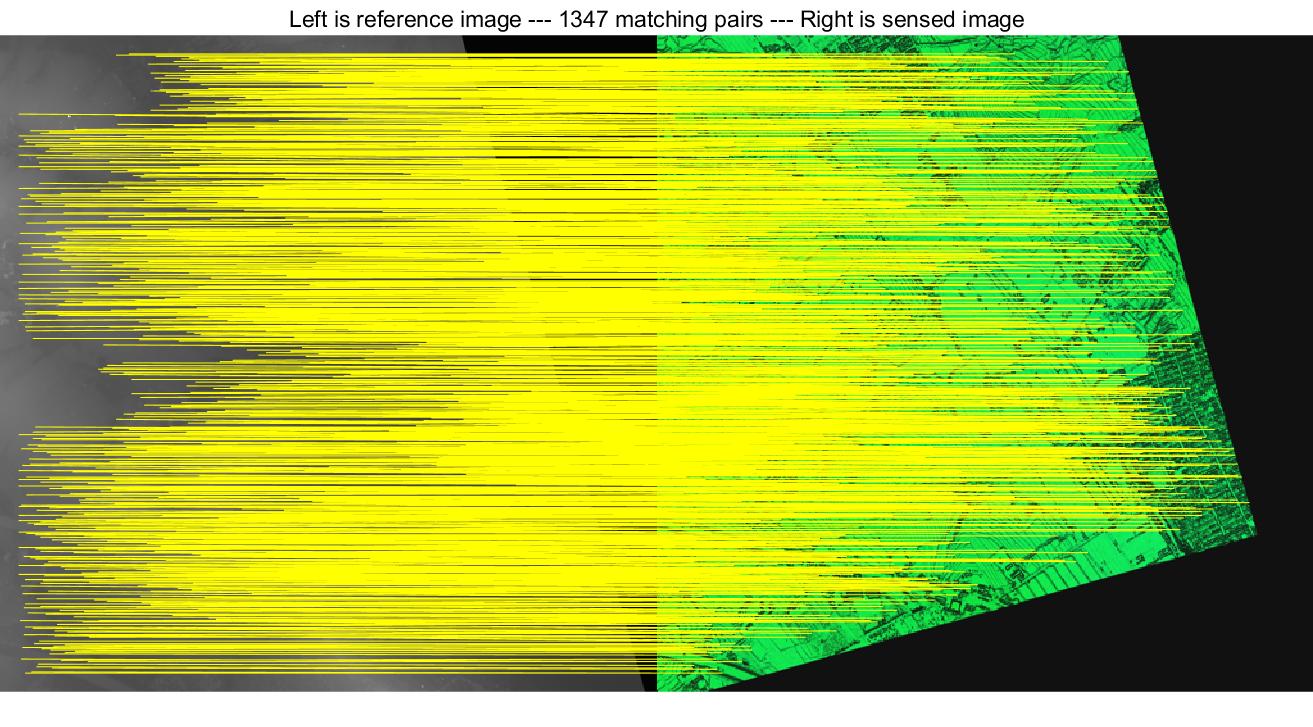 Left is reference image --- 1347 matching pairs --- Right is sensed image